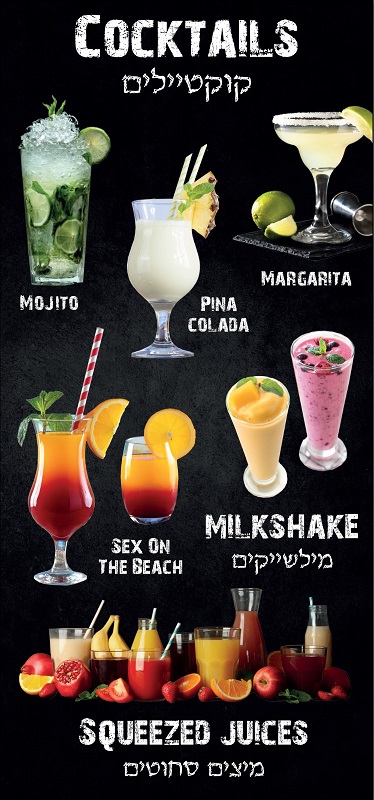 COCKTAILS
קוקטיילים
MOJITO
PINA
COLADA
MARGARITA
SEX ON
THE BEACH
MILKSHAKE
מילשייקים
SQUEEZED JUICES
מיצים סחוטים